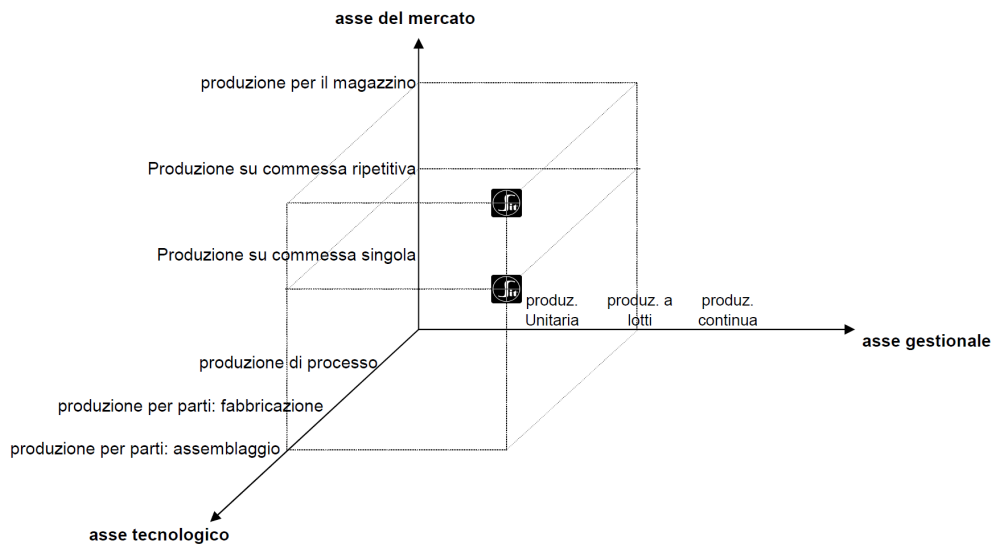 asse del mercato
produzione per il magazzino
Produzione su commessa ripetitiva
Produzione su commessa singola
produz. Unitaria
produz. a lotti
produz. continua
asse gestionale
produzione di processo
produzione per parti: fabbricazione
produzione per parti: assemblaggio
asse tecnologico